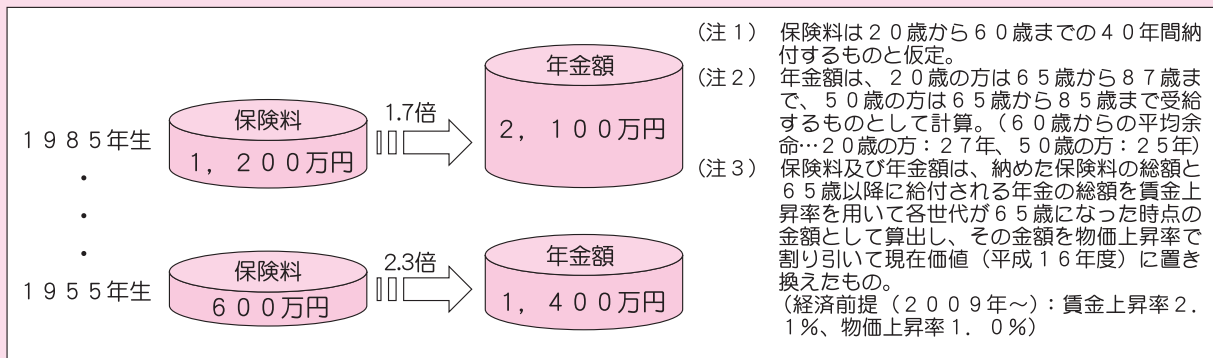 1985年生
保険料
1,200万円
1.7倍
年金額
2,100万円
・
・
・
1955年生
保険料
600万円
2.3倍
年金額
1,400万円
(注1) 保険料は20歳から60歳までの40年間納
付するものと仮定。
(注2) 年金額は、20歳の方は65歳から87歳ま
で、50歳の方は65歳から85歳まで受給
するものとして計算。(60歳からの平均余
命…20歳の方:27年、50歳の方:25年)
(注3) 保険料及び年金額は、納めた保険料の総額と
65歳以降に給付される年金の総額を賃金上
昇率を用いて各世代が65歳になった時点の
金額として算出し、その金額を物価上昇率で
割り引いて現在価値(平成16年度)に置き
換えたもの。
(経済前提(2009年~):賃金上昇率2.
1%、物価上昇率1.0%)